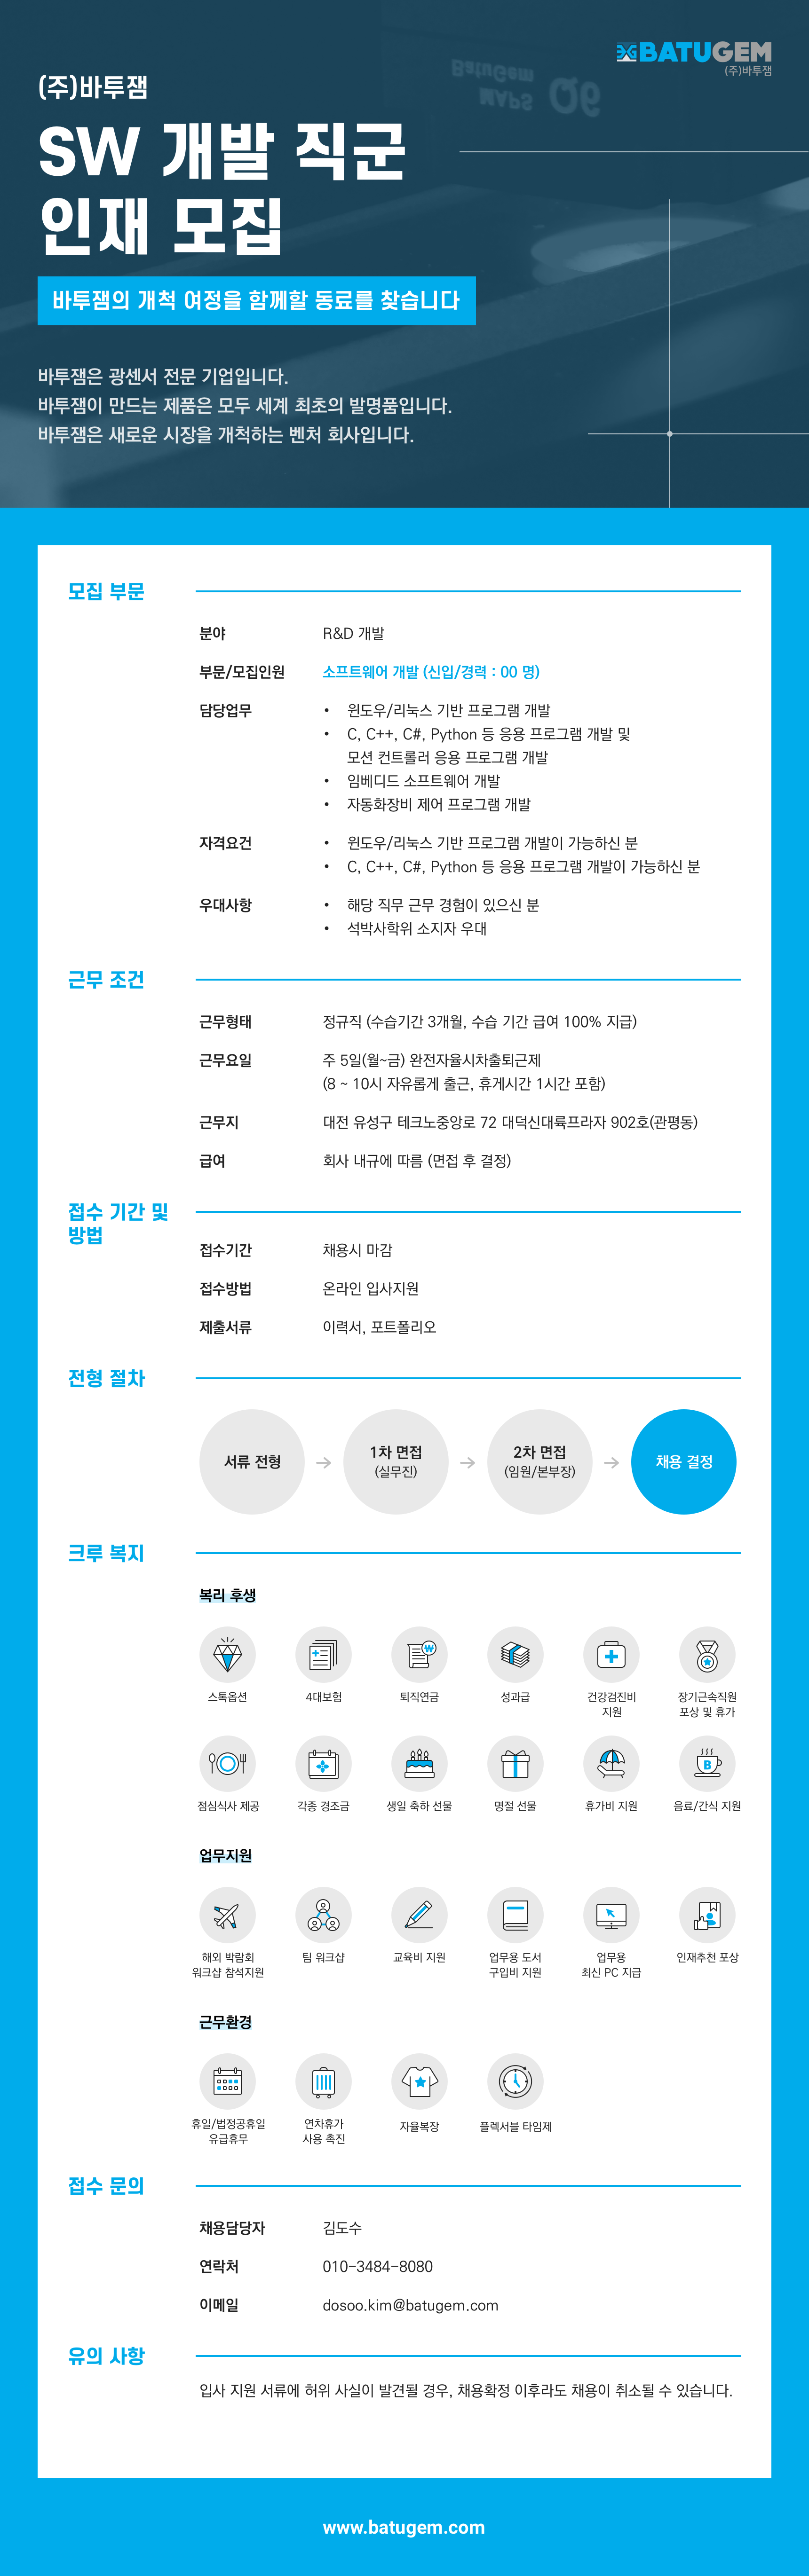 BATUGEM
(주)바투잼
BatuGem
MAPS Q6
(주)바투잼
SW 개발 직군
인재 모집
바투잼의 개척 여정을 함께할 동료를 찾습니다
바투잼은 광센서 전문 기업입니다.
바투잼이 만드는 제품은 모두 세계 최초의 발명품입니다.
바투잼은 새로운 시장을 개척하는 벤처 회사입니다.
모집 부문
분야 R&D 개발
부문/모집인원 소프트웨어 개발 (신입/경력 : 00 명)
담당업무 • 윈도우/리눅스 기반 프로그램 개발
• C, C++, C#, Python 등 응용 프로그램 개발 및
모션 컨트롤러 응용 프로그램 개발
• 임베디드 소프트웨어 개발
• 자동화장비 제어 프로그램 개발
자격요건 • 윈도우/리눅스 기반 프로그램 개발이 가능하신 분
• C, C++, C#, Python 등 응용 프로그램 개발이 가능하신 분
우대사항 • 해당 직무 근무 경험이 있으신 분
• 석박사학위 소지자 우대
근무 조건
근무형태 정규직 (수습기간 3개월, 수습 기간 급여 100% 지급)
근무요일 주 5일(월~금) 완전자율시차출퇴근제
(8 ~ 10시 자유롭게 출근, 휴게시간 1시간 포함)
근무지 대전 유성구 테크노중앙로 72 대덕신대륙프라자 902호(관평동)
급여 회사 내규에 따름 (면접 후 결정)
접수 기간 및
방법
접수기간 채용시 마감
접수방법 온라인 입사지원
제출서류 이력서, 포트폴리오
전형 절차
서류 전형 → 1차 면접 → 2차 면접 → 채용 결정
(실무진) (임원/본부장)
크루 복지
복리 후생
스톡옵션 4대보험 퇴직연금 성과급 건강검진비 장기근속직원
지원 포상 및 휴가
점심식사 제공 각종 경조금 생일 축하 선물 명절 선물 휴가비 지원 음료/간식 지원
업무지원
해외 박람회 팀 워크샵 교육비 지원 업무용 도서 업무용 인재추천 포상
워크샵 참석지원 구입비 지원 최신 PC 지급
근무환경
휴일/법정공휴일 연차휴가 자율복장 플렉서블 타임제
유급휴무 사용 촉진
접수 문의
채용담당자 김도수
연락처 010-3484-8080
이메일 dosoo.kim@batugem.com
유의 사항
입사 지원 서류에 허위 사실이 발견될 경우, 채용확정 이후라도 채용이 취소될 수 있습니다.
www.batugem.com